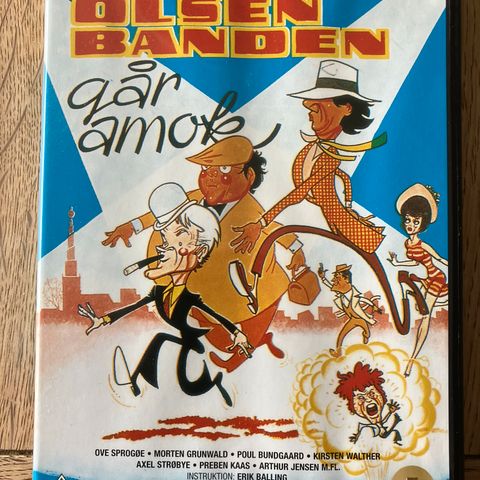 OLSEN
BANDEN
går
amok
OVE SPROGØE • MORTEN GRUNWALD • POUL BUNDGAARD • KIRSTEN WALTHER
AXEL STRØBYE • PREBEN KAAS • ARTHUR JENSEN M.FL.
INSTRUKTION: ERIK BALLING